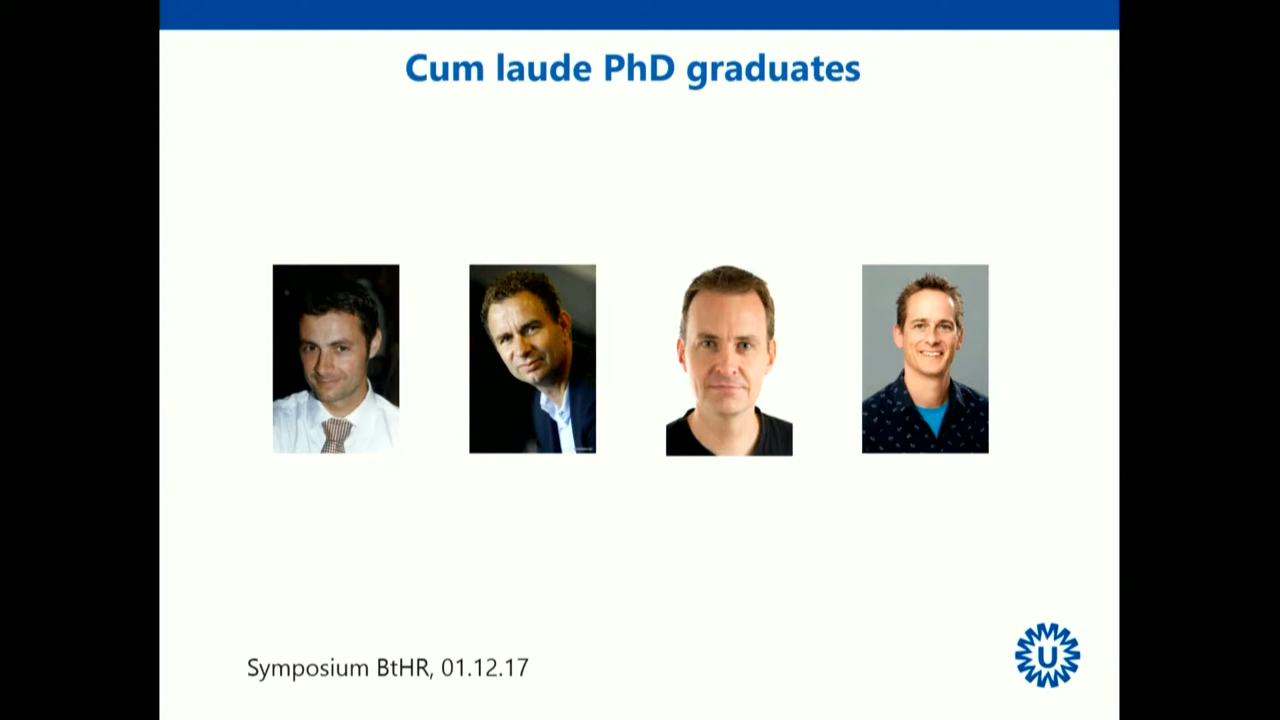 Cum laude PhD graduates
Symposium BtHR, 01.12.17
U